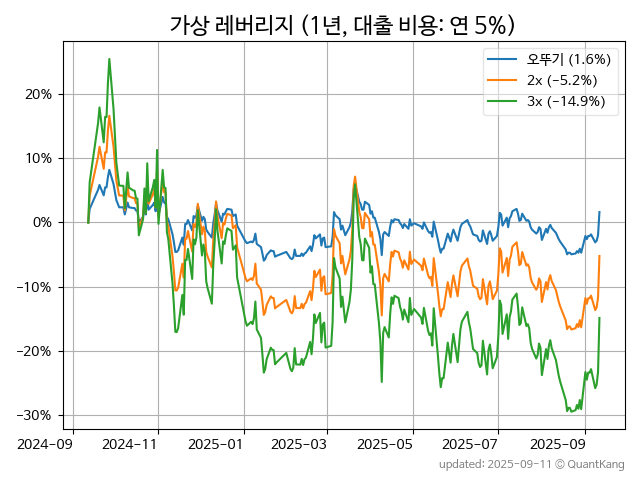 가상 레버리지 (1년, 대출 비용: 연 5%)
오뚜기 (1.6%)
2x (−5.2%)
3x (−14.9%)
20%
10%
0%
−10%
−20%
−30%
2024-09 2024-11 2025-01 2025-03 2025-05 2025-07 2025-09
updated: 2025-09-11 © QuantKang